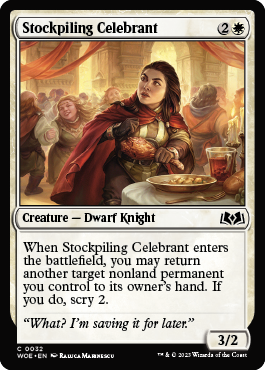 Stockpiling Celebrant 2
Creature — Dwarf Knight
When Stockpiling Celebrant enters
the battlefield, you may return
another target nonland permanent
you control to its owner's hand. If
you do, scry 2.
"What? I'm saving it for later."
3/2
C 0032
WOE • EN Raluca Marinescu
™ & © 2023 Wizards of the Coast